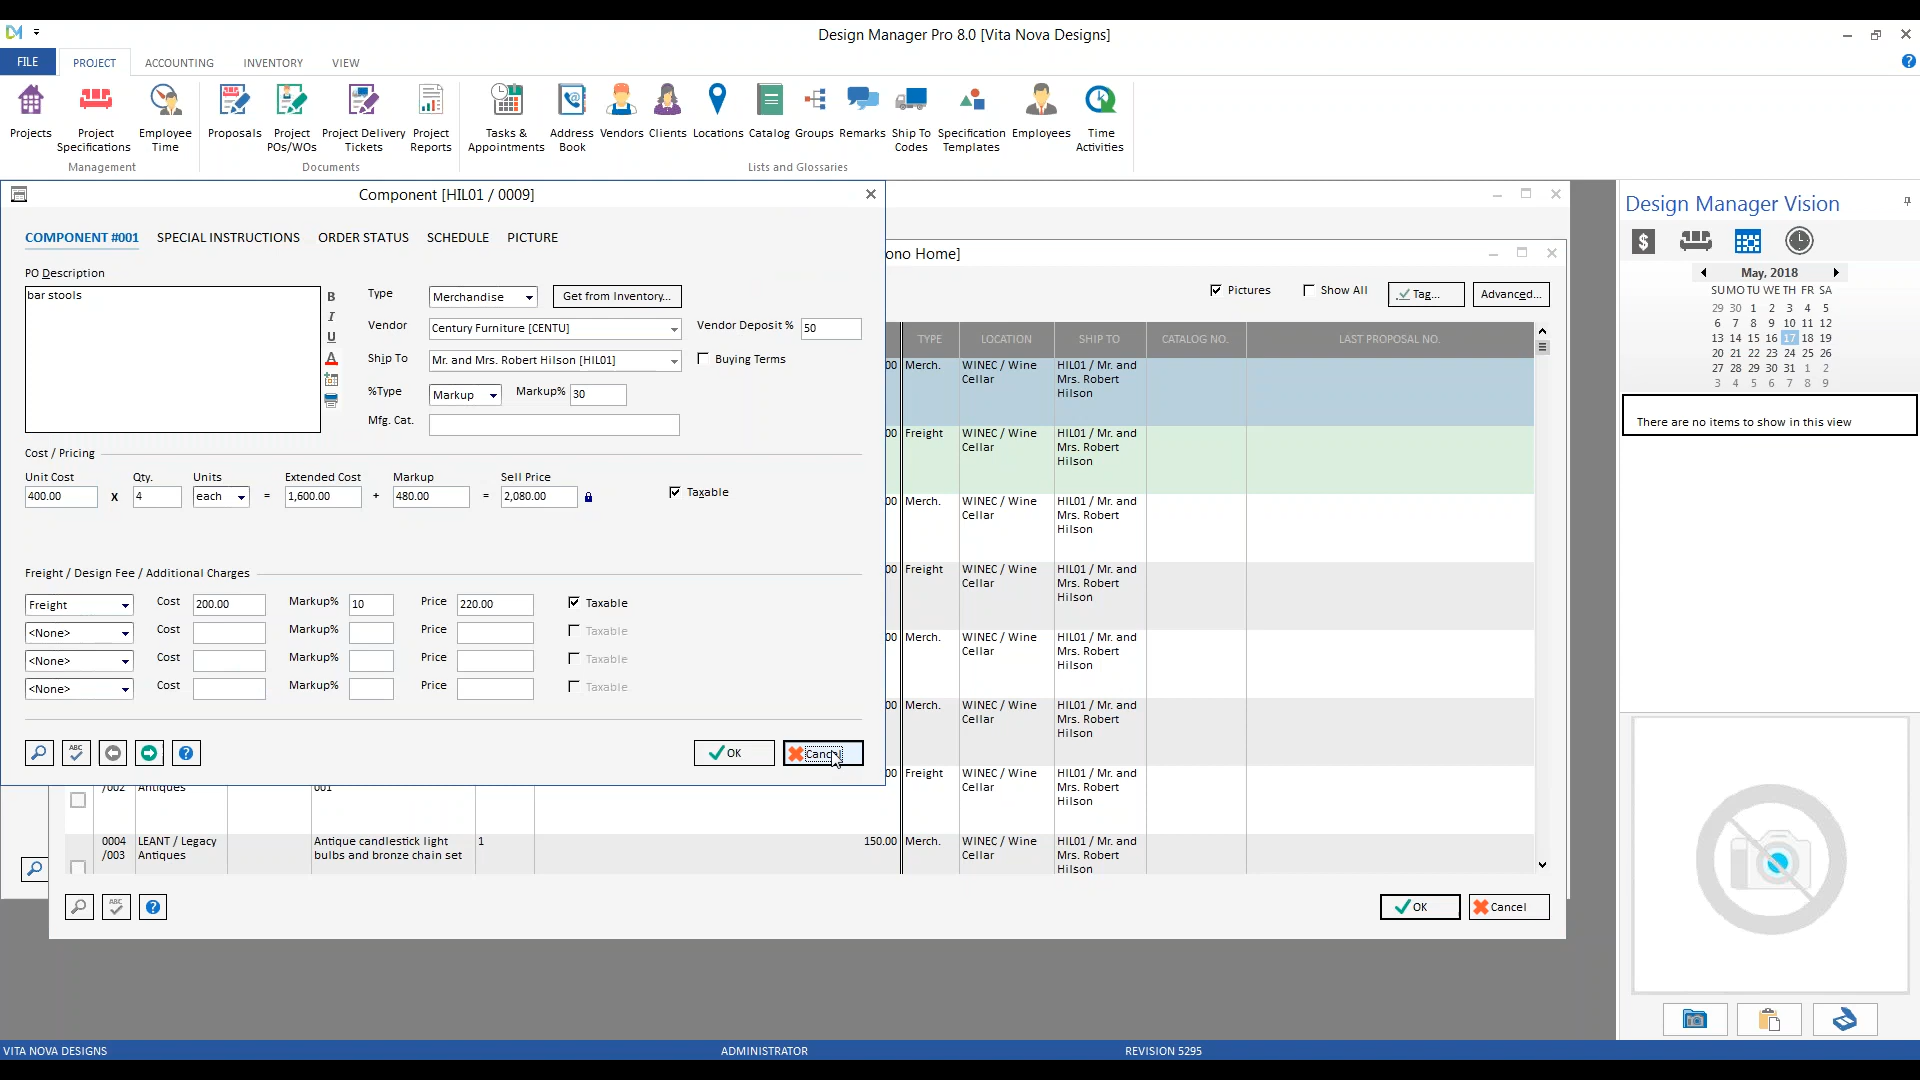 Design Manager Pro 8.0 [Vita Nova Designs]
FILE PROJECT ACCOUNTING INVENTORY VIEW
Projects
Project Specifications
Employee Time
Proposals
Project POs/WOs
Project Delivery Tickets
Project Reports
Tasks & Appointments
Address Book
Vendors
Clients
Locations
Catalog
Groups
Remarks
Ship To Codes
Specification Templates
Employees
Time Activities
Management Documents Lists and Glossaries
Component [HIL01 / 0009]
COMPONENT #001 SPECIAL INSTRUCTIONS ORDER STATUS SCHEDULE PICTURE
PO Description
bar stools
B
I
U
A
Type Merchandise Get from Inventory...
Vendor Century Furniture [CENTU] Vendor Deposit % 50
Ship To Mr. and Mrs. Robert Hilson [HIL01] Buying Terms
%Type Markup Markup% 30
Mfg. Cat.
Cost / Pricing
Unit Cost Qty. Units Extended Cost Markup Sell Price
400.00 X 4 each = 1,600.00 + 480.00 = 2,080.00 Taxable
Freight / Design Fee / Additional Charges
Freight Cost 200.00 Markup% 10 Price 220.00 Taxable
<None> Cost Markup% Price Taxable
<None> Cost Markup% Price Taxable
<None> Cost Markup% Price Taxable
ABC OK Cancel
ono Home]
Pictures Show All Tag... Advanced...
TYPE LOCATION SHIP TO CATALOG NO. LAST PROPOSAL NO.
00 Merch. WINEC / Wine HIL01 / Mr. and
Cellar Mrs. Robert
Hilson
00 Freight WINEC / Wine HIL01 / Mr. and
Cellar Mrs. Robert
Hilson
00 Merch. WINEC / Wine HIL01 / Mr. and
Cellar Mrs. Robert
Hilson
00 Freight WINEC / Wine HIL01 / Mr. and
Cellar Mrs. Robert
Hilson
00 Merch. WINEC / Wine HIL01 / Mr. and
Cellar Mrs. Robert
Hilson
00 Merch. WINEC / Wine HIL01 / Mr. and
Cellar Mrs. Robert
Hilson
00 Freight WINEC / Wine HIL01 / Mr. and
/002 Antiques 001 Cellar Mrs. Robert
Hilson
0004 LEANT / Legacy Antique candlestick light 1 150.00 Merch. WINEC / Wine HIL01 / Mr. and
/003 Antiques bulbs and bronze chain set Cellar Mrs. Robert
Hilson
ABC OK Cancel
Design Manager Vision
May, 2018
SU MO TU WE TH FR SA
29 30 1 2 3 4 5
6 7 8 9 10 11 12
13 14 15 16 17 18 19
20 21 22 23 24 25 26
27 28 29 30 31 1 2
3 4 5 6 7 8 9
There are no items to show in this view
VITA NOVA DESIGNS ADMINISTRATOR REVISION 5295